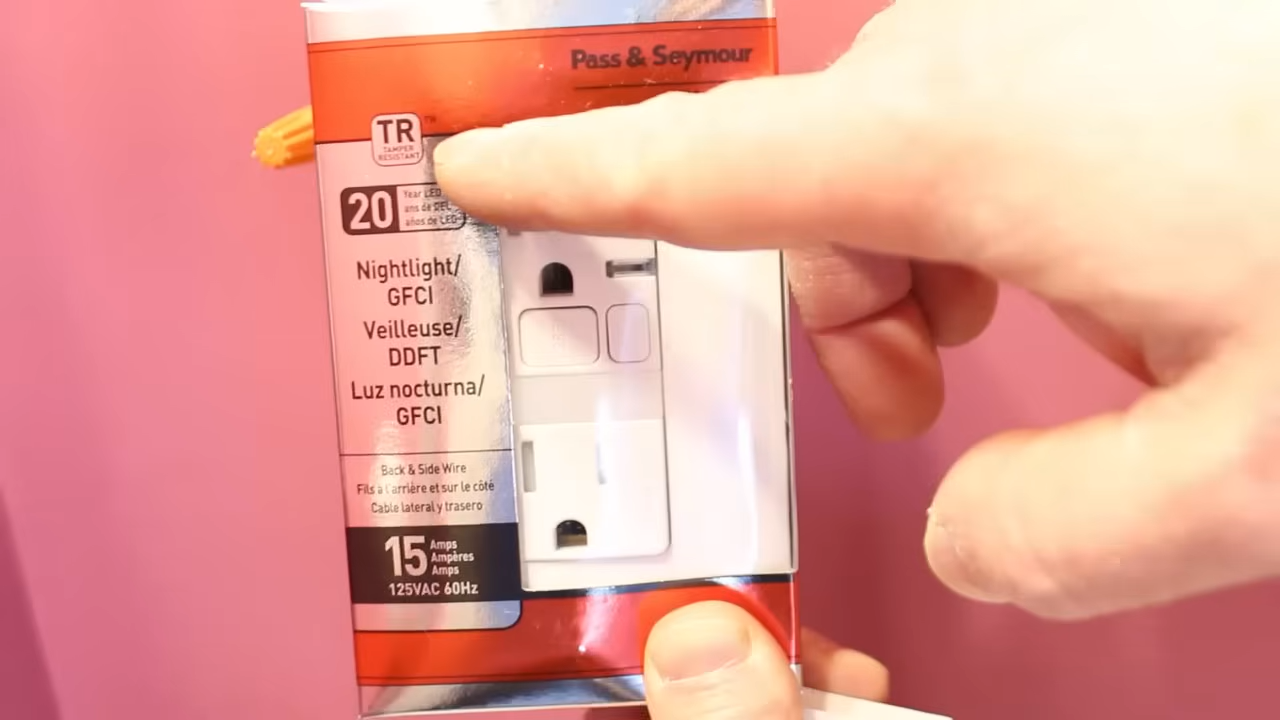 Pass & Seymour
TR
TM
TAMPER
RESISTANT
20
Year LED
ans de DEL
años de LED
Nightlight/
GFCI
Veilleuse/
DDFT
Luz nocturna/
GFCI
Back & Side Wire
Fils à l'arrière et sur le côté
Cable lateral y trasero
15
Amps
Ampères
Amps
125VAC 60Hz